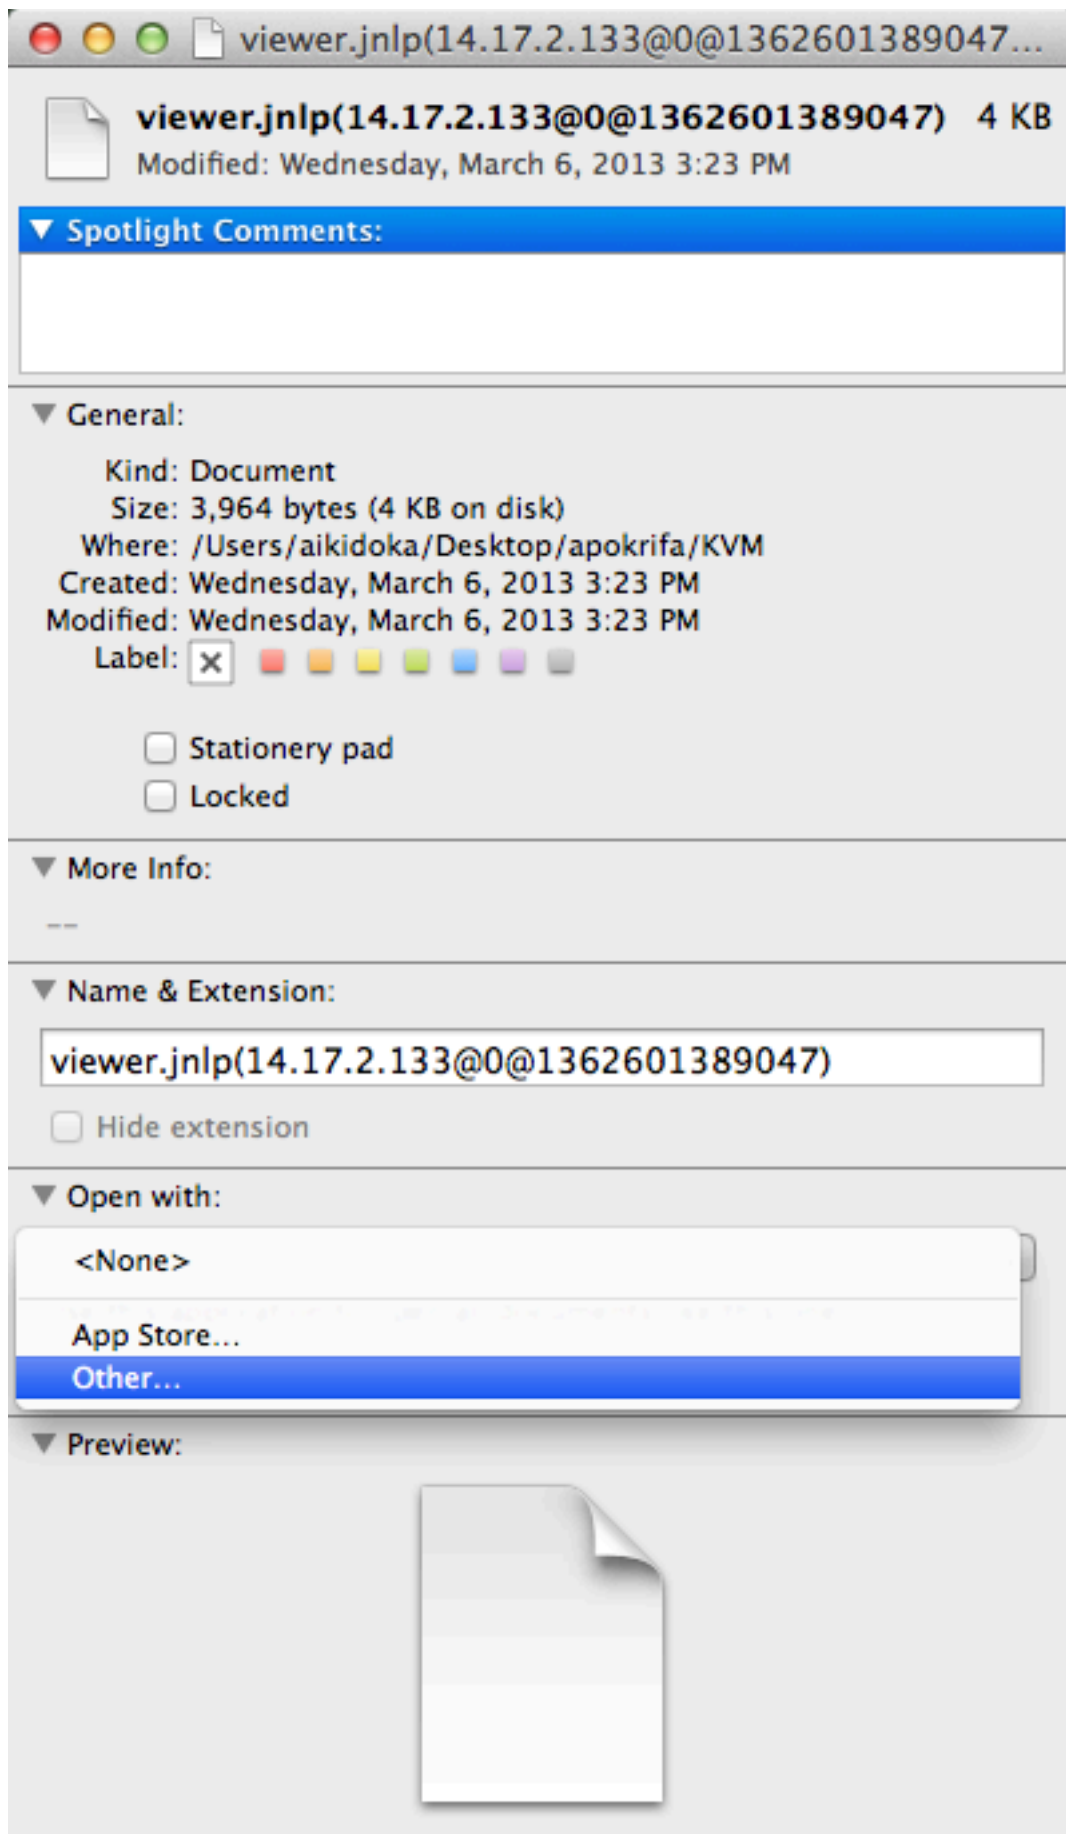 viewer.jnlp(14.17.2.133@0@1362601389047...
viewer.jnlp(14.17.2.133@0@1362601389047) 4 KB
Modified: Wednesday, March 6, 2013 3:23 PM
Spotlight Comments:
General:
Kind: Document
Size: 3,964 bytes (4 KB on disk)
Where: /Users/aikidoka/Desktop/apokrifa/KVM
Created: Wednesday, March 6, 2013 3:23 PM
Modified: Wednesday, March 6, 2013 3:23 PM
Label:
Stationery pad
Locked
More Info:
--
Name & Extension:
viewer.jnlp(14.17.2.133@0@1362601389047)
Hide extension
Open with:
<None>
App Store...
Other...
Preview: